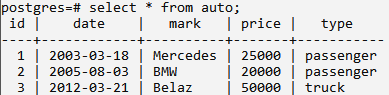 postgres=# select * from auto;
 id |    date    |   mark   | price |   type
----+------------+----------+-------+-----------
  1 | 2003-03-18 | Mercedes | 25000 | passenger
  2 | 2005-08-03 | BMW      | 20000 | passenger
  3 | 2012-03-21 | Belaz    | 50000 | truck